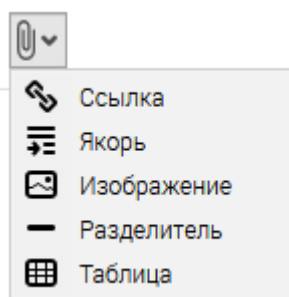 Ссылка
Якорь
Изображение
Разделитель
Таблица